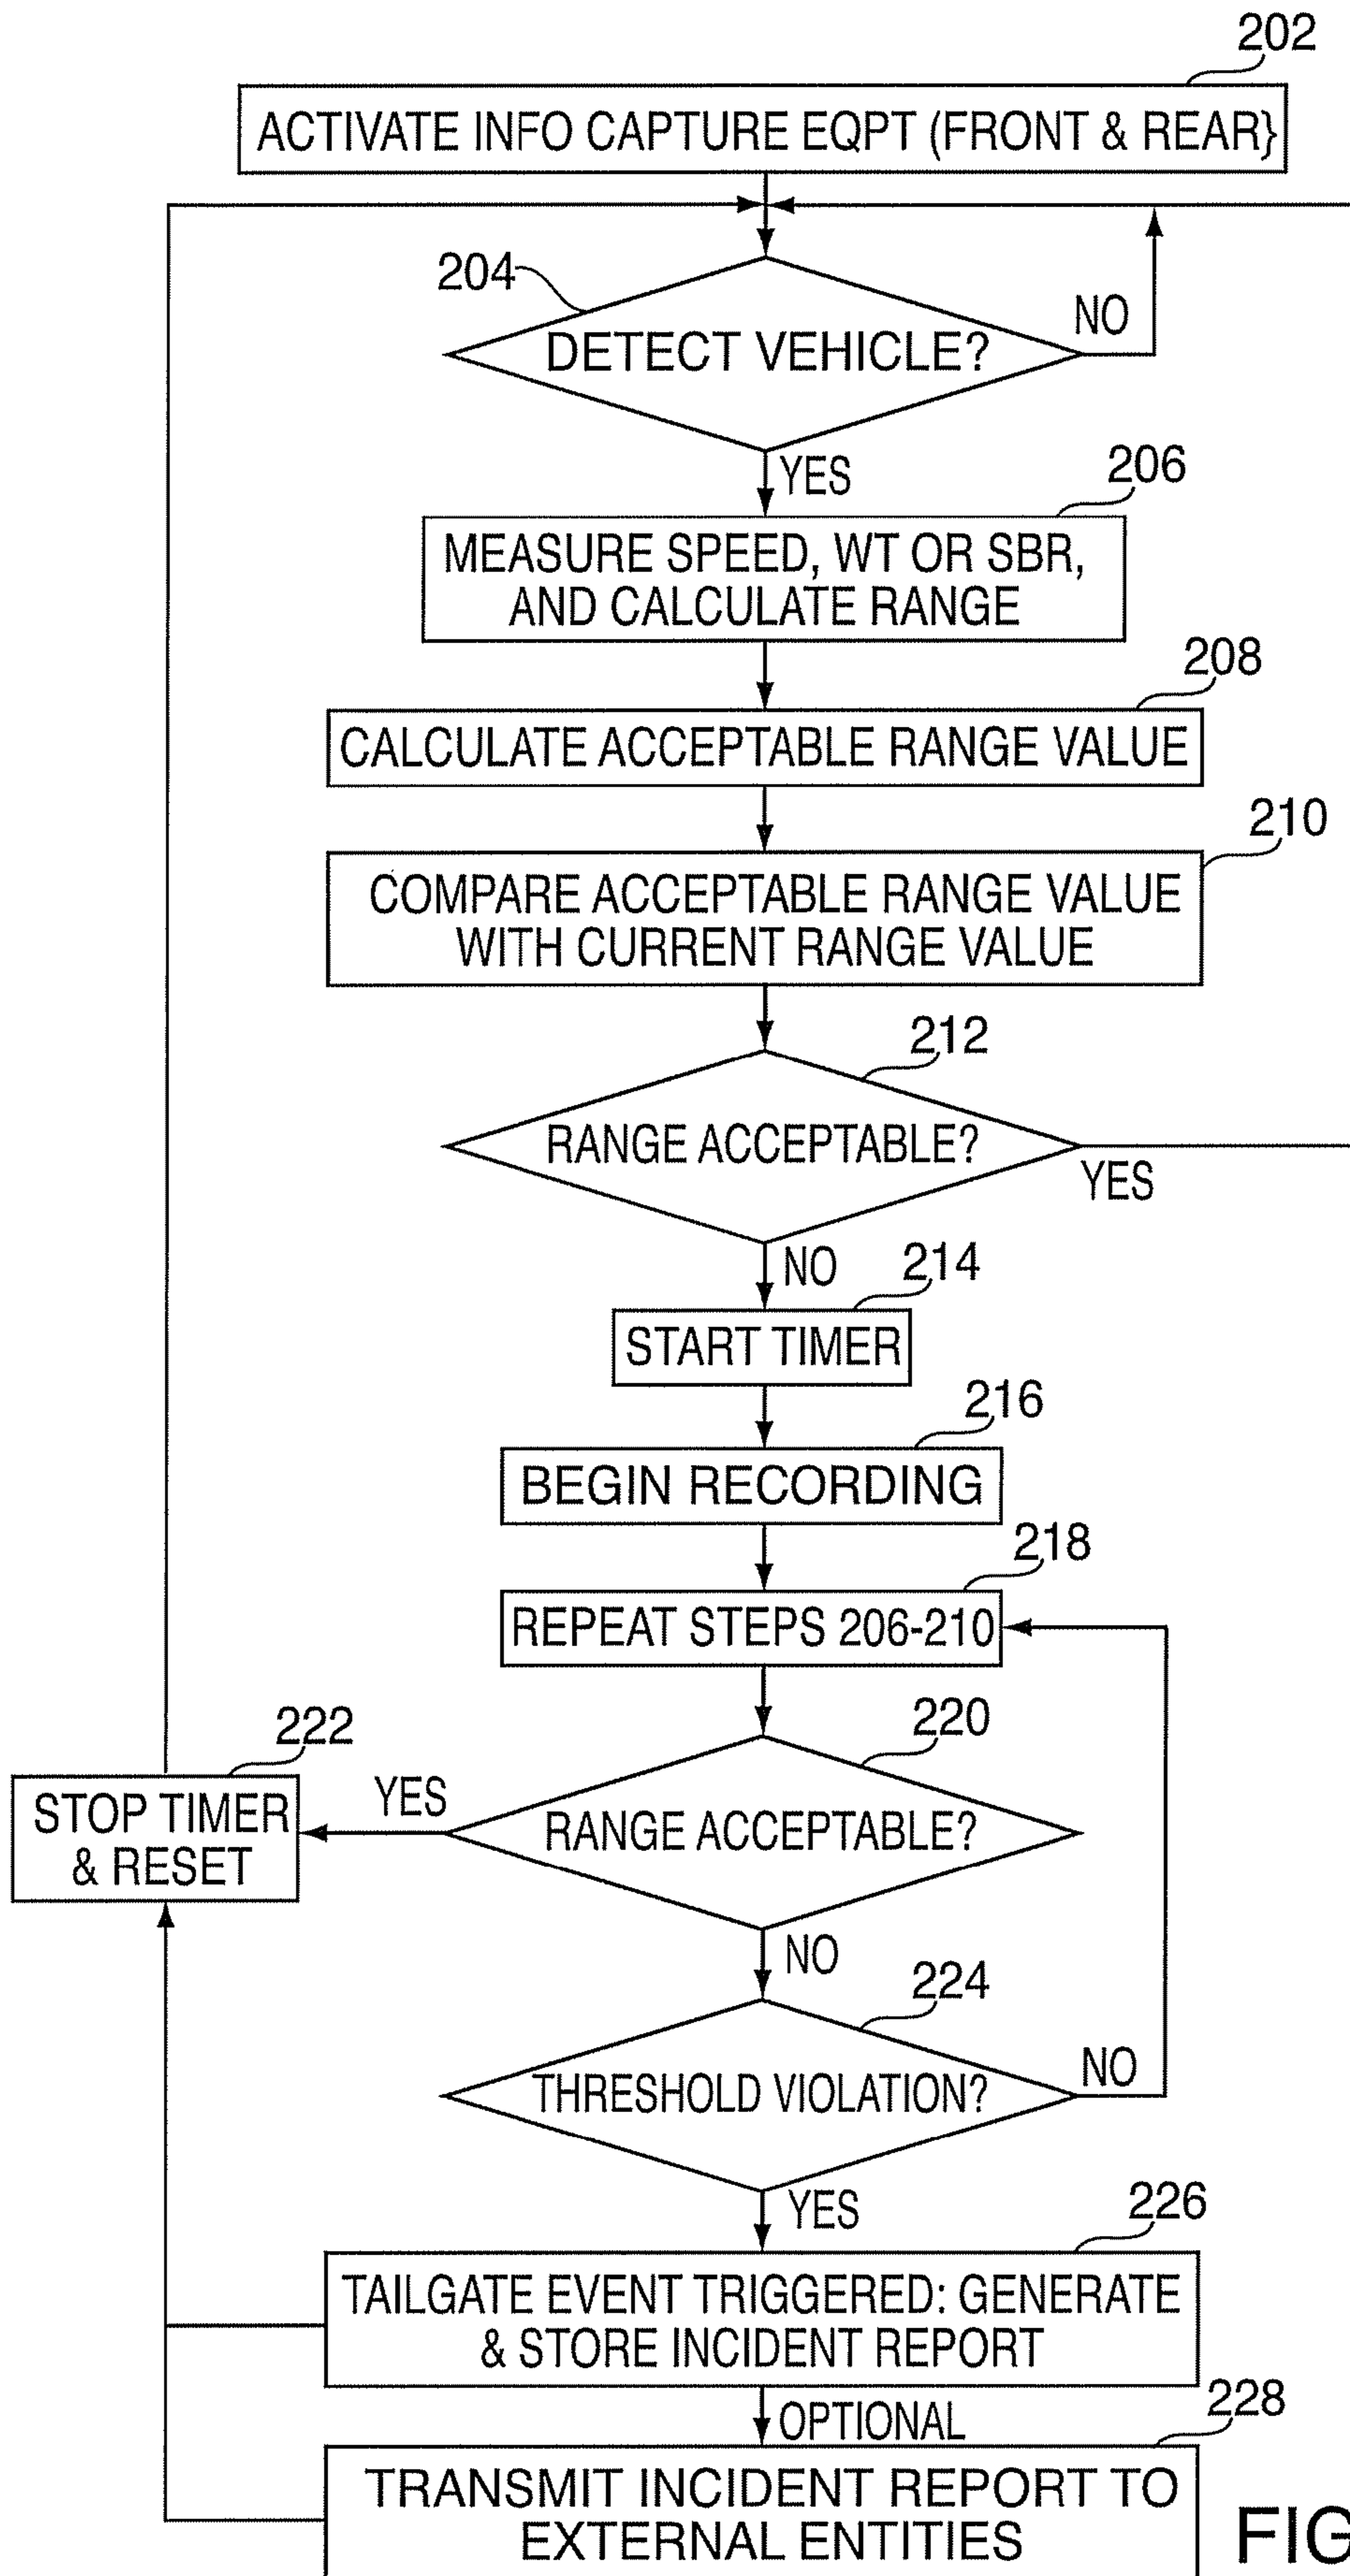 202
ACTIVATE INFO CAPTURE EQPT (FRONT & REAR}
204
DETECT VEHICLE?
NO
YES
206
MEASURE SPEED, WT OR SBR,
AND CALCULATE RANGE
208
CALCULATE ACCEPTABLE RANGE VALUE
210
COMPARE ACCEPTABLE RANGE VALUE
WITH CURRENT RANGE VALUE
212
RANGE ACCEPTABLE?
YES
NO
214
START TIMER
216
BEGIN RECORDING
218
REPEAT STEPS 206-210
220
RANGE ACCEPTABLE?
YES
222
STOP TIMER
& RESET
NO
224
THRESHOLD VIOLATION?
NO
YES
226
TAILGATE EVENT TRIGGERED: GENERATE
& STORE INCIDENT REPORT
OPTIONAL
228
TRANSMIT INCIDENT REPORT TO
EXTERNAL ENTITIES
FIG